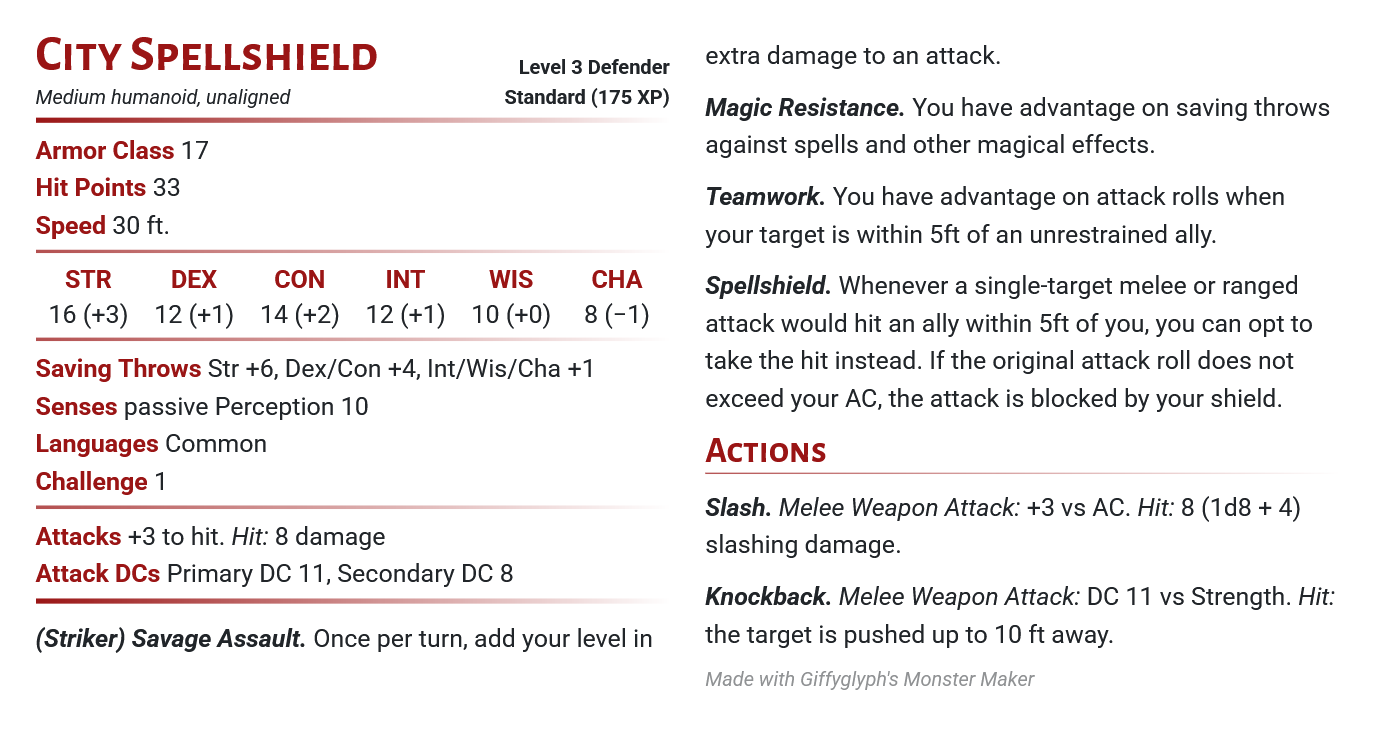 City Spellshield
Level 3 Defender
Medium humanoid, unaligned
Standard (175 XP)
Armor Class 17
Hit Points 33
Speed 30 ft.
STR DEX CON INT WIS CHA
16 (+3) 12 (+1) 14 (+2) 12 (+1) 10 (+0) 8 (−1)
Saving Throws Str +6, Dex/Con +4, Int/Wis/Cha +1
Senses passive Perception 10
Languages Common
Challenge 1
Attacks +3 to hit. Hit: 8 damage
Attack DCs Primary DC 11, Secondary DC 8
(Striker) Savage Assault. Once per turn, add your level in
extra damage to an attack.
Magic Resistance. You have advantage on saving throws
against spells and other magical effects.
Teamwork. You have advantage on attack rolls when
your target is within 5ft of an unrestrained ally.
Spellshield. Whenever a single-target melee or ranged
attack would hit an ally within 5ft of you, you can opt to
take the hit instead. If the original attack roll does not
exceed your AC, the attack is blocked by your shield.
Actions
Slash. Melee Weapon Attack: +3 vs AC. Hit: 8 (1d8 + 4)
slashing damage.
Knockback. Melee Weapon Attack: DC 11 vs Strength. Hit:
the target is pushed up to 10 ft away.
Made with Giffyglyph's Monster Maker